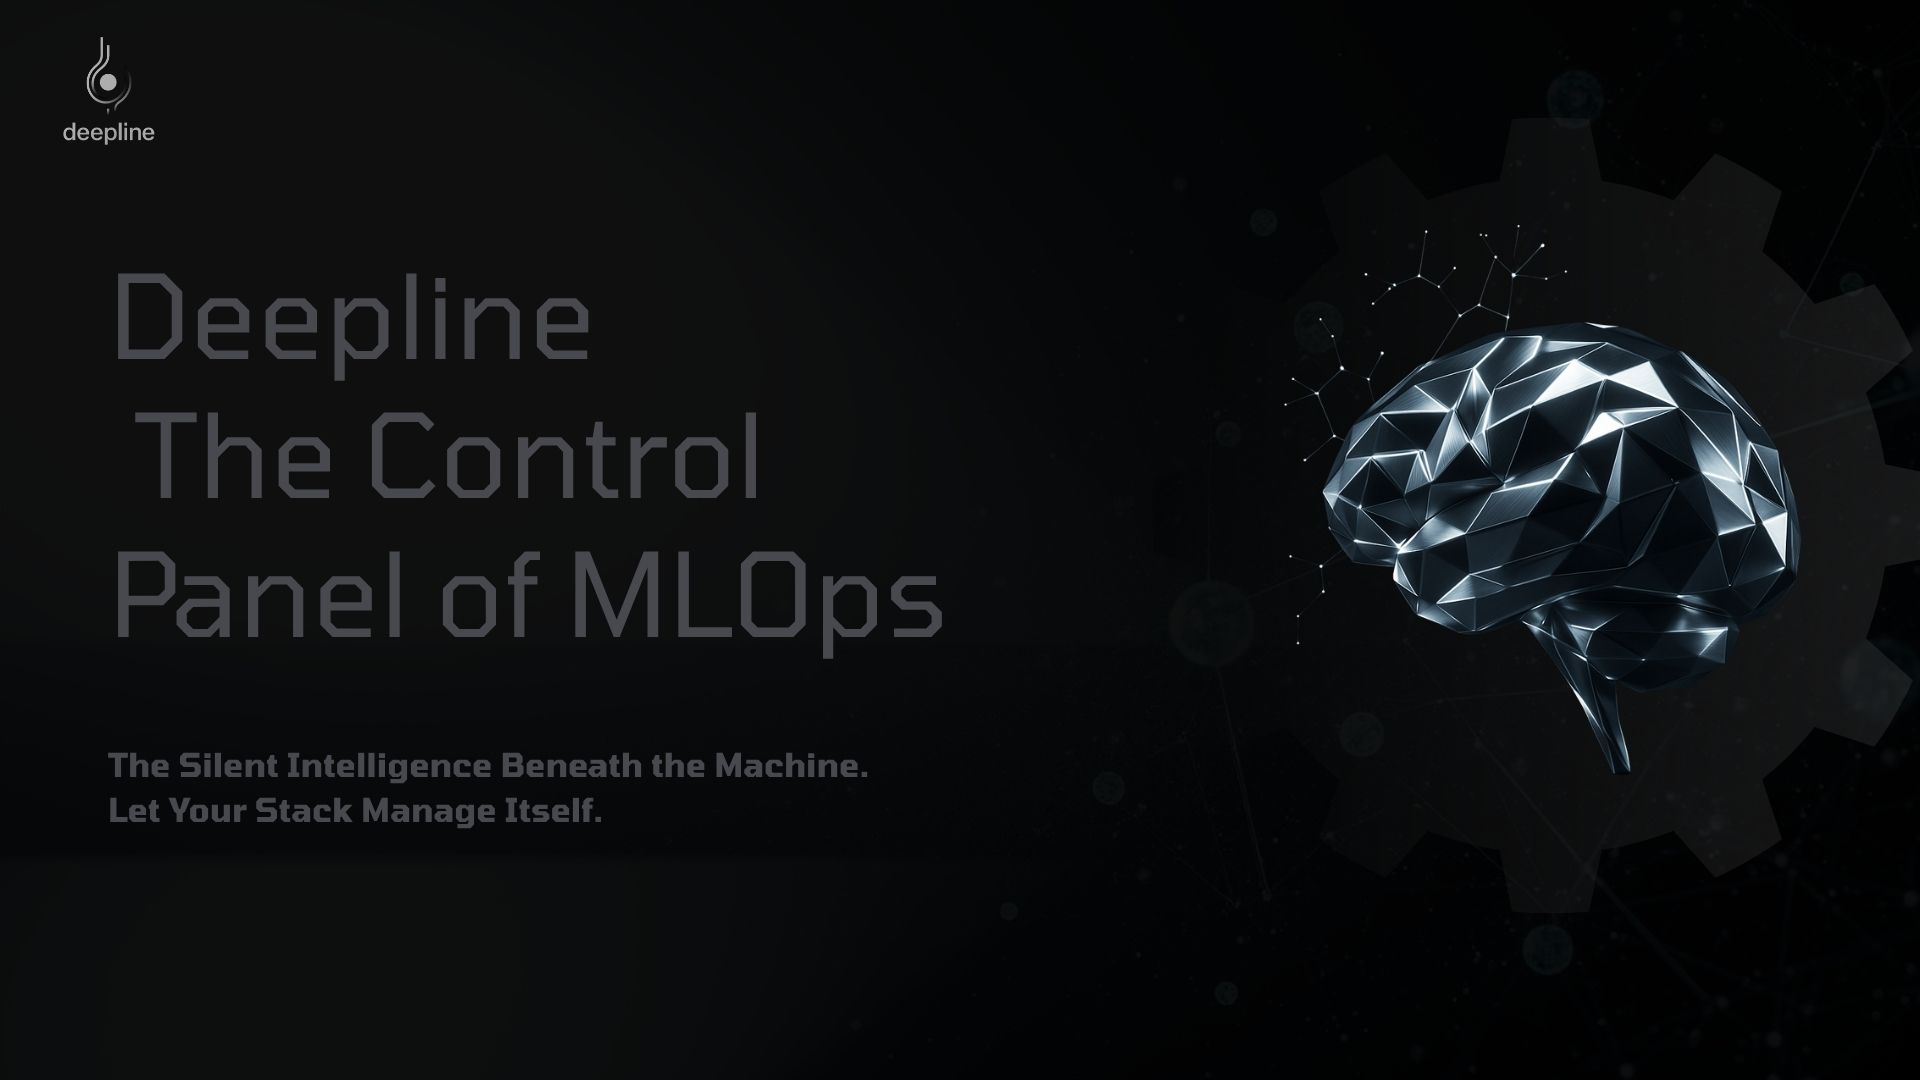 deepline
Deepline
The Control
Panel of MLOps
The Silent Intelligence Beneath the Machine.
Let Your Stack Manage Itself.